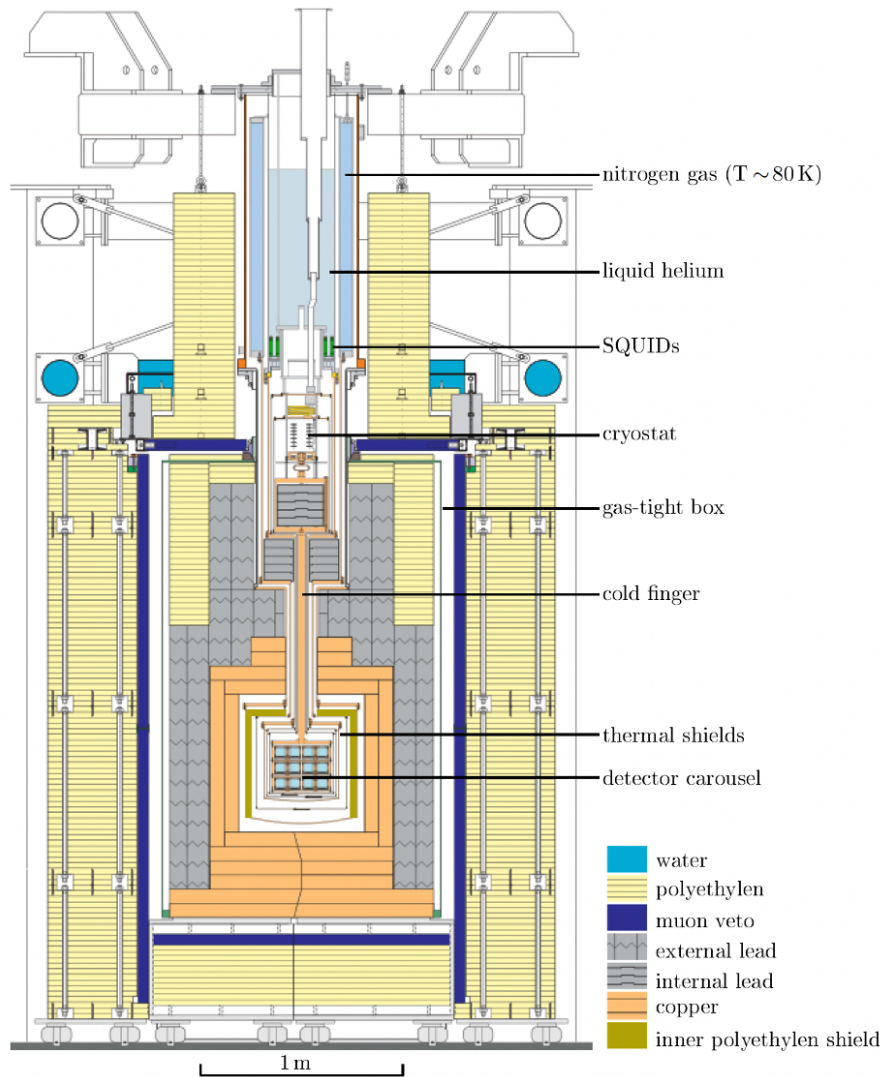 nitrogen gas (T ~ 80 K)
liquid helium
SQUIDs
cryostat
gas-tight box
cold finger
thermal shields
detector carousel
water
polyethylen
muon veto
external lead
internal lead
copper
inner polyethylen shield
1 m